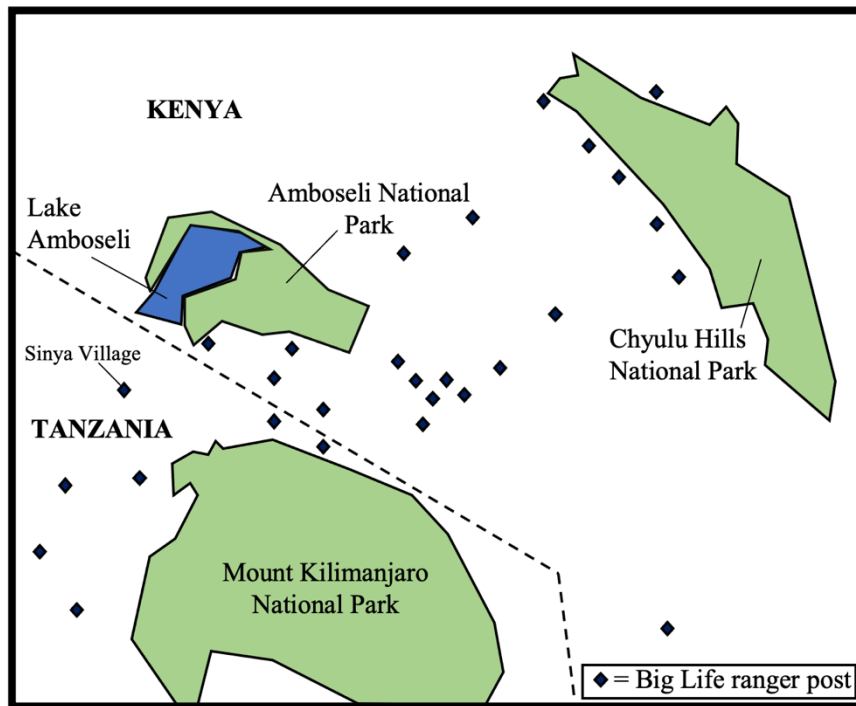 KENYA
Lake
Amboseli
Amboseli National
Park
Sinya Village
Chyulu Hills
National Park
TANZANIA
Mount Kilimanjaro
National Park
= Big Life ranger post